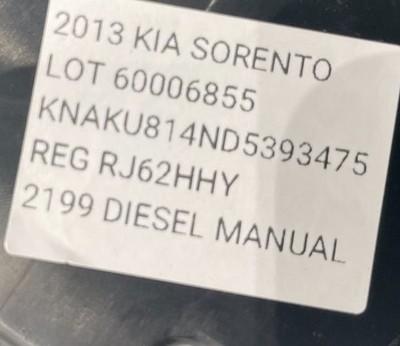 2013 KIA SORENTO
LOT 60006855
KNAKU814ND5393475
REG RJ62HHY
2199 DIESEL MANUAL